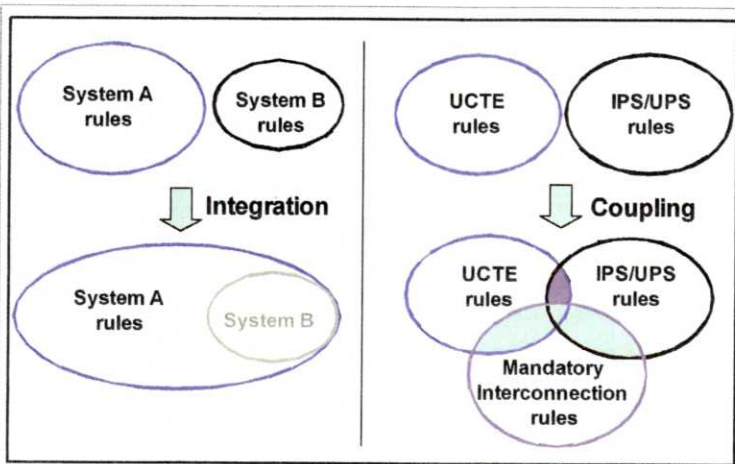 System A
rules
System B
rules
Integration
System A
rules
System B
UCTE
rules
IPS/UPS
rules
Coupling
UCTE
rules
IPS/UPS
rules
Mandatory
Interconnection
rules